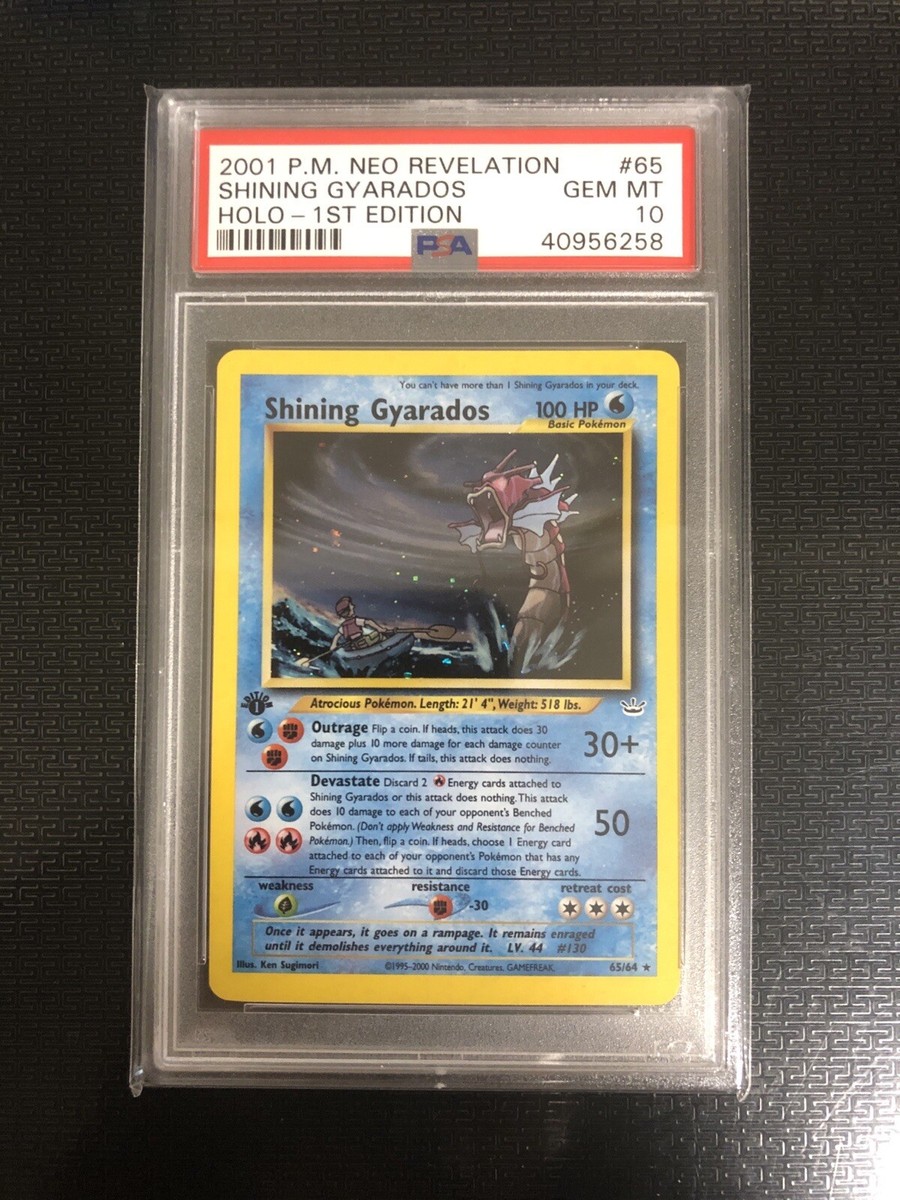 2001 P.M. NEO REVELATION #65
SHINING GYARADOS GEM MT
HOLO – 1ST EDITION 10
PSA 40956258
You can't have more than 1 Shining Gyarados in your deck.
Shining Gyarados 100 HP
Basic Pokémon
EDITION
1
Atrocious Pokémon. Length: 21' 4", Weight: 518 lbs.
Outrage Flip a coin. If heads, this attack does 30
damage plus 10 more damage for each damage counter
on Shining Gyarados. If tails, this attack does nothing.
30+
Devastate Discard 2 Energy cards attached to
Shining Gyarados or this attack does nothing. This attack
does 10 damage to each of your opponent's Benched
Pokémon. (Don't apply Weakness and Resistance for Benched
Pokémon.) Then, flip a coin. If heads, choose 1 Energy card
attached to each of your opponent's Pokémon that has any
Energy cards attached to it and discard those Energy cards.
50
weakness resistance retreat cost
-30
Once it appears, it goes on a rampage. It remains enraged
until it demolishes everything around it. LV. 44 #130
Illus. Ken Sugimori ©1995-2000 Nintendo, Creatures, GAMEFREAK. 65/64 ★